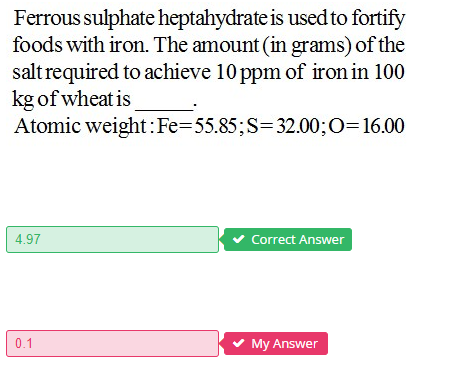 Ferrous sulphate heptahydrate is used to fortify
foods with iron. The amount (in grams) of the
salt required to achieve 10 ppm of iron in 100
kg of wheat is ______.
Atomic weight : Fe = 55.85; S = 32.00; O = 16.00
4.97
✔ Correct Answer
0.1
✔ My Answer